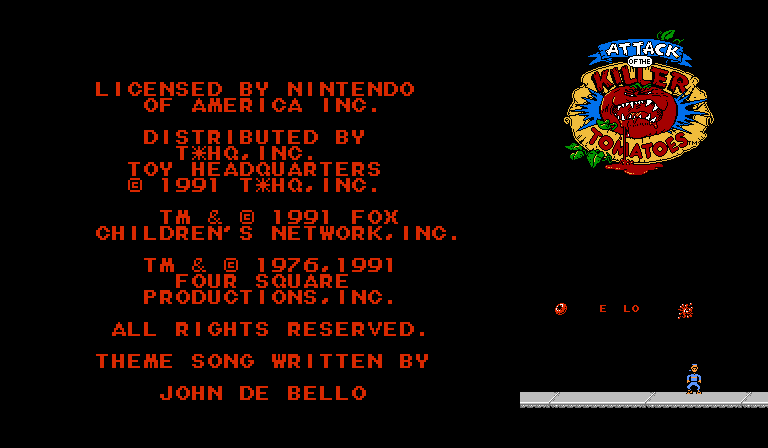 LICENSED BY NINTENDO
OF AMERICA INC.
DISTRIBUTED BY
T*HQ,INC.
TOY HEADQUARTERS
© 1991 T*HQ,INC.
TM & © 1991 FOX
CHILDREN'S NETWORK,INC.
TM & © 1976,1991
FOUR SQUARE
PRODUCTIONS,INC.
ALL RIGHTS RESERVED.
THEME SONG WRITTEN BY
JOHN DE BELLO
ATTACK
OF THE
KILLER
TOMATOES TM
E LO